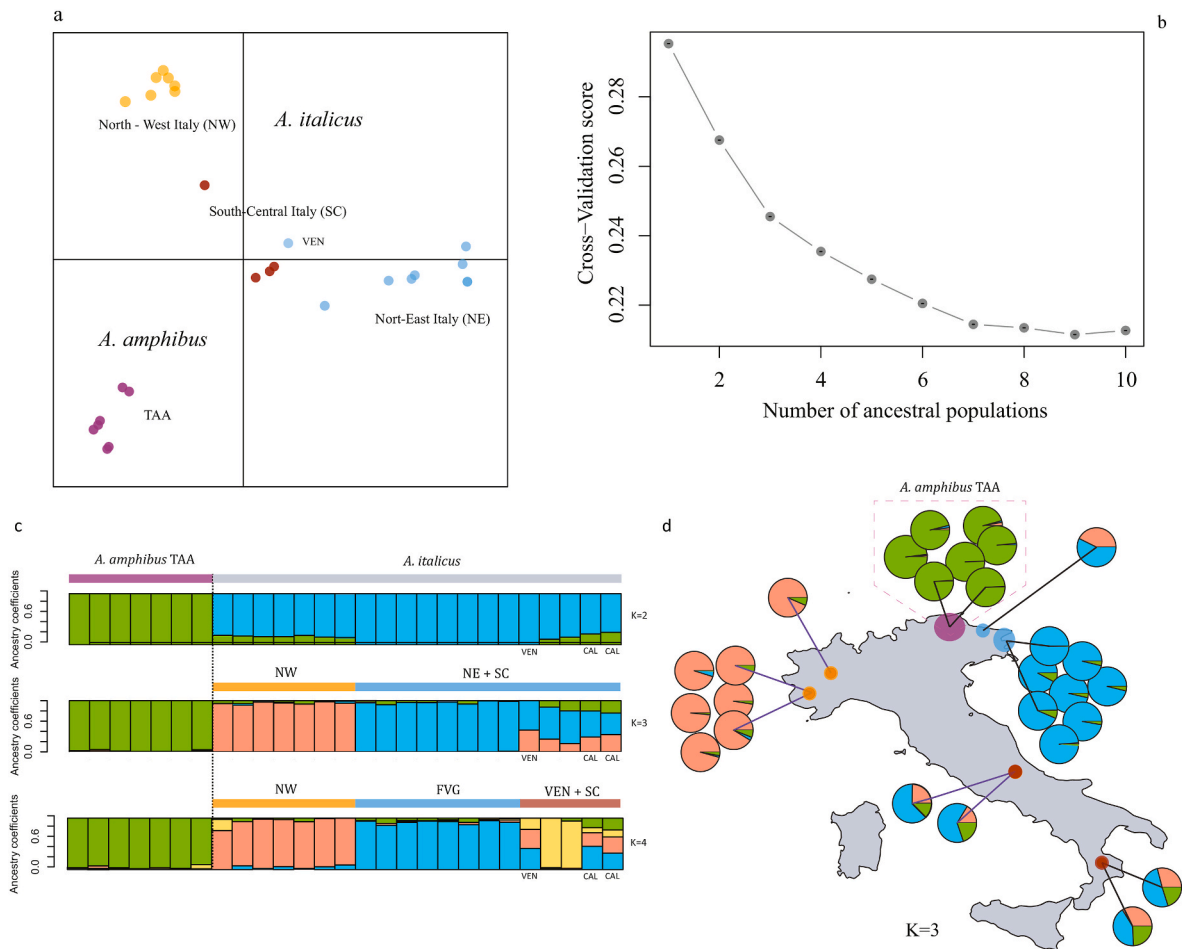 a
North - West Italy (NW)
A. italicus
South-Central Italy (SC)
VEN
Nort-East Italy (NE)
A. amphibus
TAA
b
Cross-Validation score
0.28
0.26
0.24
0.22
2 4 6 8 10
Number of ancestral populations
c
A. amphibus TAA
A. italicus
Ancestry coefficients
0.6
0.0
K=2
VEN
CAL
CAL
NW
NE + SC
Ancestry coefficients
0.6
0.0
K=3
VEN
CAL
CAL
NW
FVG
VEN + SC
Ancestry coefficients
0.6
0.0
K=4
VEN
CAL
CAL
d
A. amphibus TAA
K=3